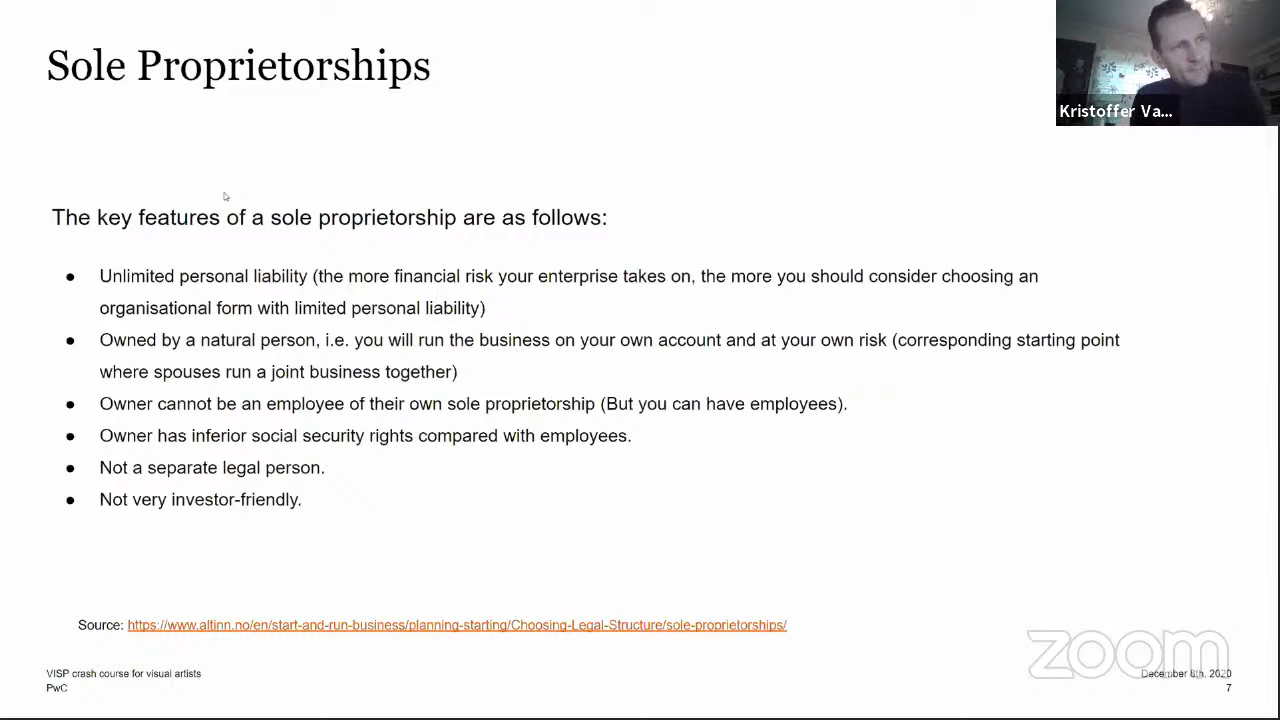 Sole Proprietorships
Kristoffer Va...
The key features of a sole proprietorship are as follows:
● Unlimited personal liability (the more financial risk your enterprise takes on, the more you should consider choosing an
organisational form with limited personal liability)
● Owned by a natural person, i.e. you will run the business on your own account and at your own risk (corresponding starting point
where spouses run a joint business together)
● Owner cannot be an employee of their own sole proprietorship (But you can have employees).
● Owner has inferior social security rights compared with employees.
● Not a separate legal person.
● Not very investor-friendly.
Source: https://www.altinn.no/en/start-and-run-business/planning-starting/Choosing-Legal-Structure/sole-proprietorships/
zoom
VISP crash course for visual artists
December 8th, 2020
PwC
7